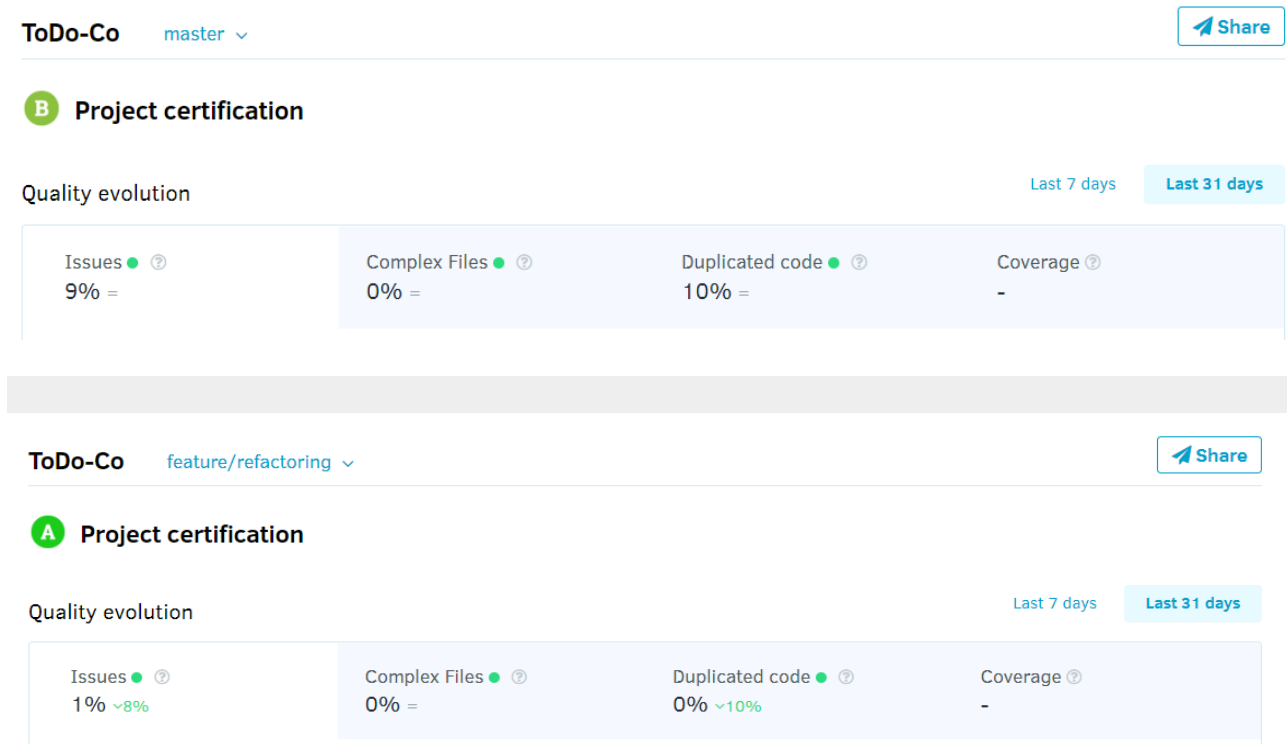 ToDo-Co master Share
B Project certification
Quality evolution Last 7 days Last 31 days
Issues ? Complex Files ? Duplicated code ? Coverage ?
9% = 0% = 10% = -
ToDo-Co feature/refactoring Share
A Project certification
Quality evolution Last 7 days Last 31 days
Issues ? Complex Files ? Duplicated code ? Coverage ?
1% 8% 0% = 0% 10% -